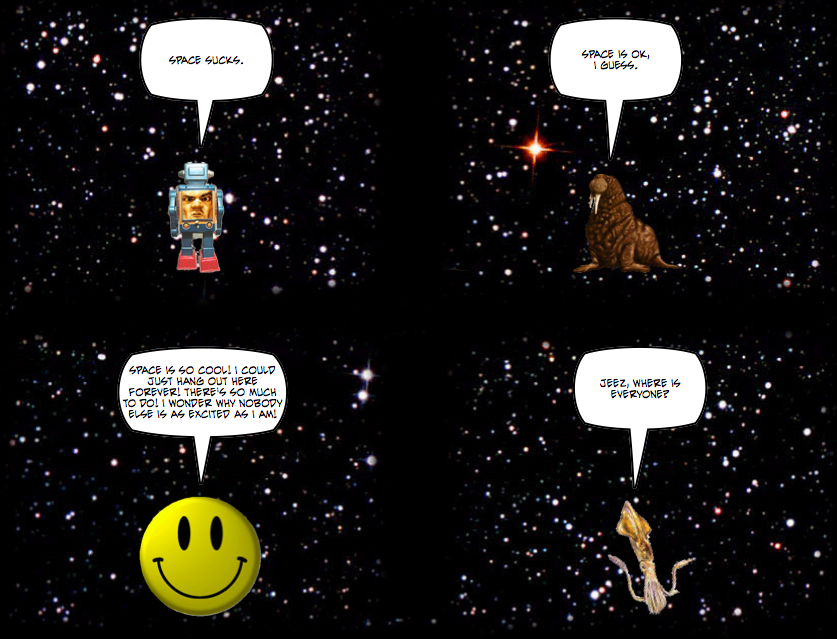 SPACE SUCKS.
SPACE IS OK,
I GUESS.
SPACE IS SO COOL! I COULD
JUST HANG OUT HERE
FOREVER! THERE'S SO MUCH
TO DO! I WONDER WHY NOBODY
ELSE IS AS EXCITED AS I AM!
JEEZ, WHERE IS
EVERYONE?